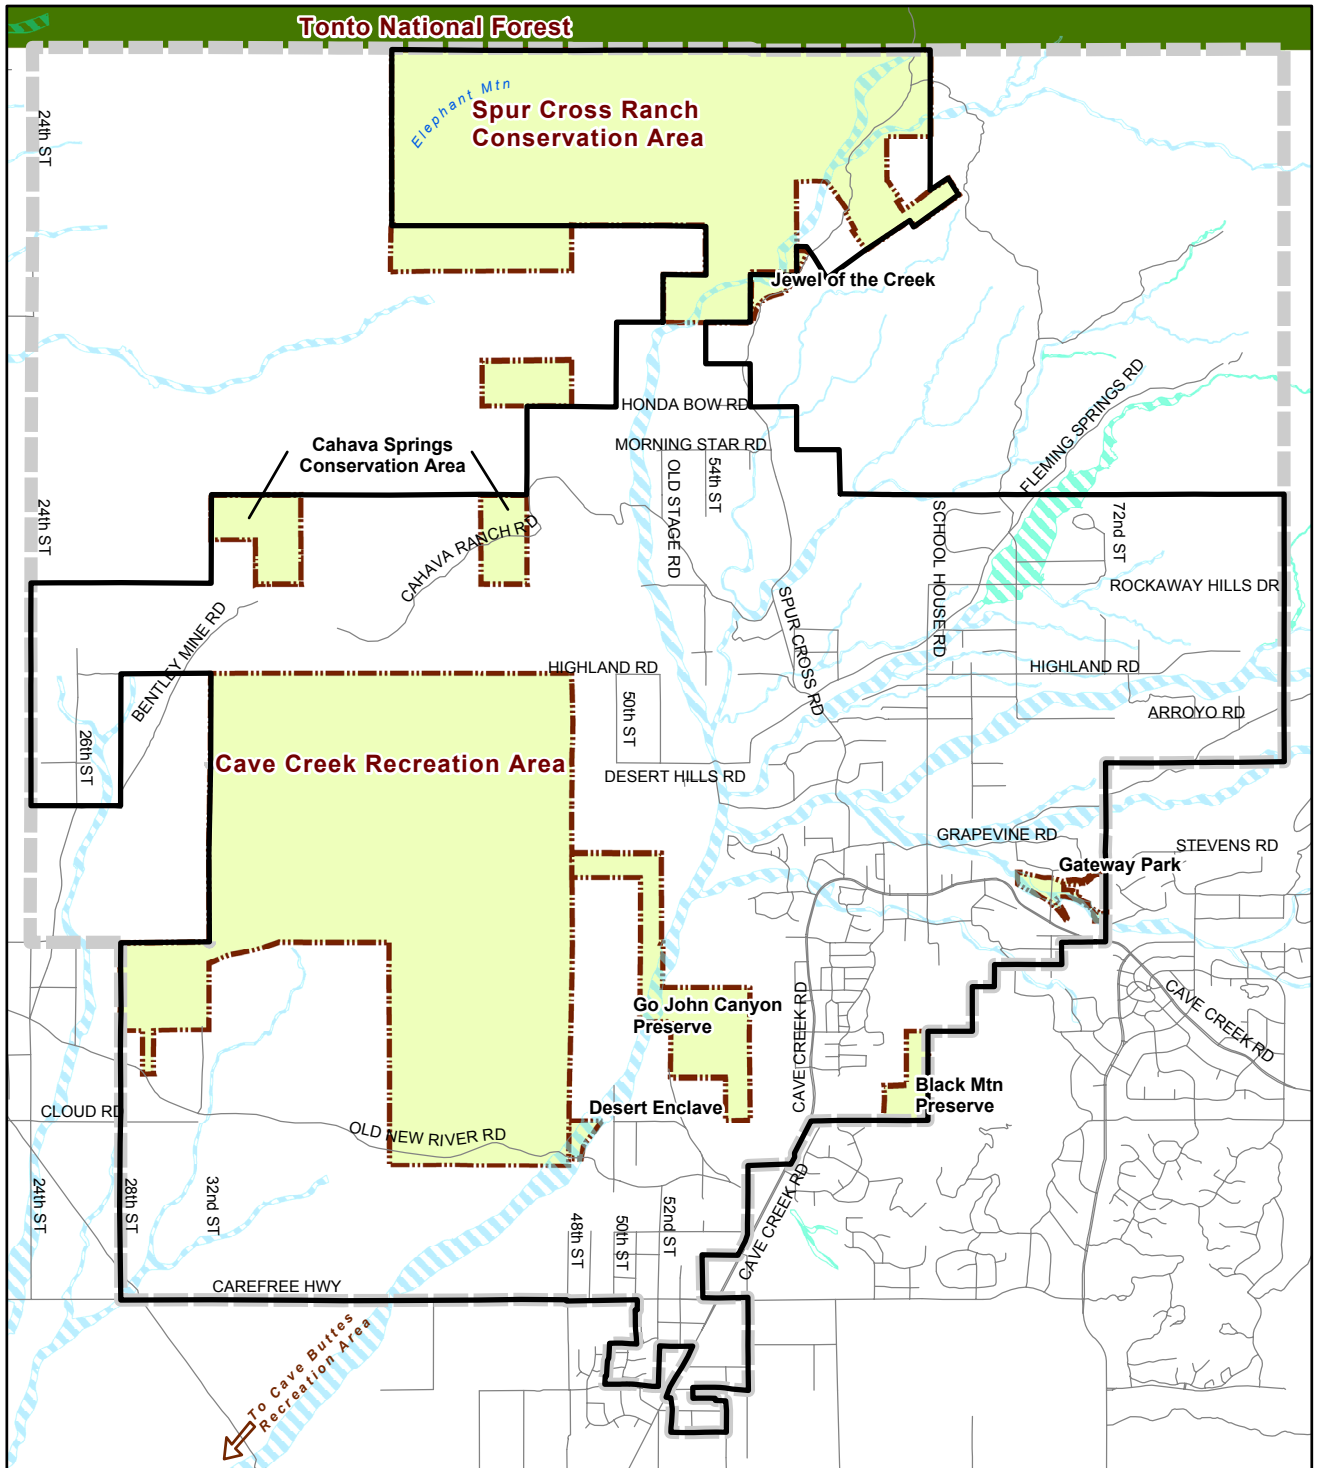 Tonto National Forest
Elephant Mtn
Spur Cross Ranch
Conservation Area
24th ST
Jewel of the Creek
HONDA BOW RD
FLEMING SPRINGS RD
Cahava Springs
Conservation Area
MORNING STAR RD
OLD STAGE RD
54th ST
24th ST
CAHAVA RANCH RD
SCHOOL HOUSE RD
72nd ST
ROCKAWAY HILLS DR
BENTLEY MINE RD
SPUR CROSS RD
HIGHLAND RD
HIGHLAND RD
50th ST
ARROYO RD
26th ST
Cave Creek Recreation Area
DESERT HILLS RD
GRAPEVINE RD
STEVENS RD
Gateway Park
Go John Canyon
Preserve
CAVE CREEK RD
CAVE CREEK RD
Black Mtn
Preserve
Desert Enclave
CLOUD RD
OLD NEW RIVER RD
24th ST
28th ST
32nd ST
48th ST
50th ST
52nd ST
CAVE CREEK RD
CAREFREE HWY
To Cave Buttes
Recreation Area